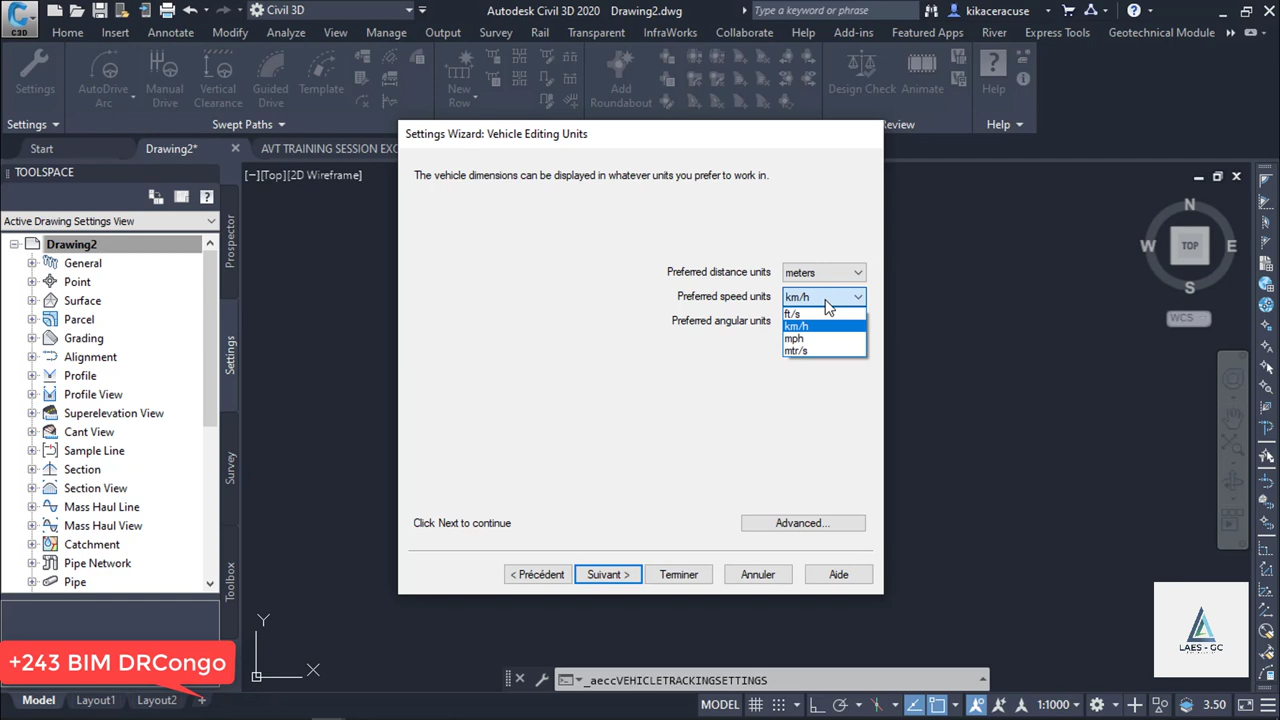 Civil 3D
Autodesk Civil 3D 2020 Drawing2.dwg
Type a keyword or phrase
kikaceracuse
C3D
Home Insert Annotate Modify Analyze View Manage Output Survey Rail Transparent InfraWorks Collaborate Help Add-ins Featured Apps River Express Tools Geotechnical Module
Settings
AutoDrive Arc
Manual Drive
Vertical Clearance
Guided Drive
Template
New Row
Add Roundabout
Design Check
Animate
Help
Settings
Swept Paths
Review
Help
Start
Drawing2*
AVT TRAINING SESSION EXC
TOOLSPACE
Active Drawing Settings View
Drawing2
General
Point
Surface
Parcel
Grading
Alignment
Profile
Profile View
Superelevation View
Cant View
Sample Line
Section
Section View
Mass Haul Line
Mass Haul View
Catchment
Pipe Network
Pipe
Prospector
Settings
Survey
Toolbox
[−][Top][2D Wireframe]
Settings Wizard: Vehicle Editing Units
The vehicle dimensions can be displayed in whatever units you prefer to work in.
Preferred distance units meters
Preferred speed units km/h
Preferred angular units
ft/s
km/h
mph
mtr/s
Click Next to continue
Advanced...
< Précédent Suivant > Terminer Annuler Aide
N
W TOP E
S
WCS
Y
X
LAES - GC
+243 BIM DRCongo
_aeccVEHICLETRACKINGSETTINGS
Model Layout1 Layout2 +
MODEL
1:1000
3.50